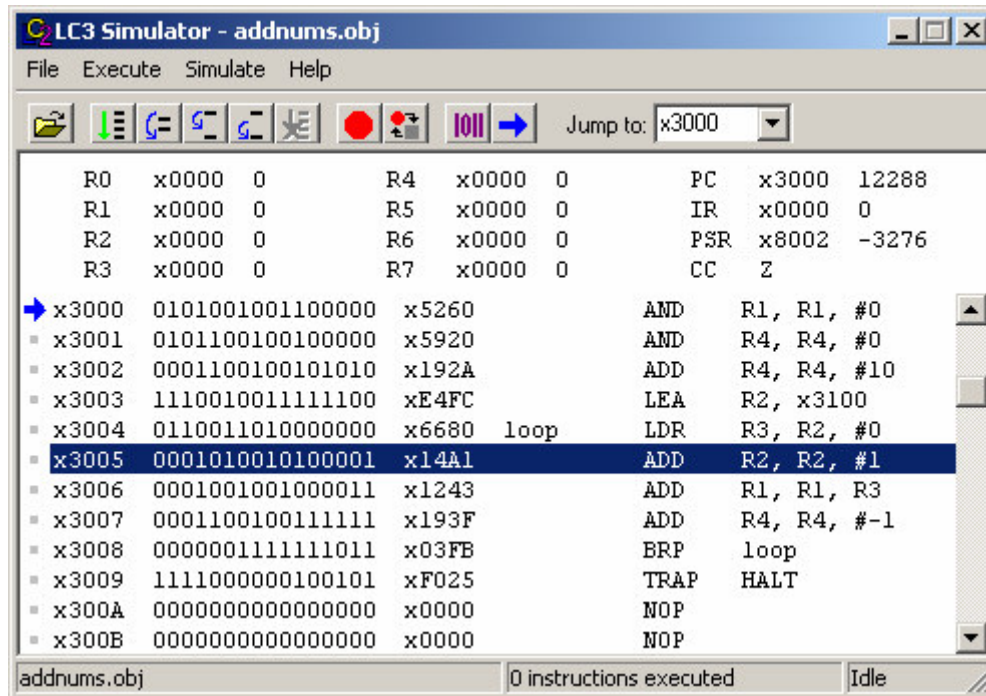 LC3 Simulator - addnums.obj
File Execute Simulate Help
Jump to: x3000
R0 x0000 0 R4 x0000 0 PC x3000 12288
R1 x0000 0 R5 x0000 0 IR x0000 0
R2 x0000 0 R6 x0000 0 PSR x8002 -3276
R3 x0000 0 R7 x0000 0 CC Z
x3000 0101001001100000 x5260 AND R1, R1, #0
x3001 0101100100100000 x5920 AND R4, R4, #0
x3002 0001100100101010 x192A ADD R4, R4, #10
x3003 1110010011111100 xE4FC LEA R2, x3100
x3004 0110011010000000 x6680 loop LDR R3, R2, #0
x3005 0001010010100001 x14A1 ADD R2, R2, #1
x3006 0001001001000011 x1243 ADD R1, R1, R3
x3007 0001100100111111 x193F ADD R4, R4, #-1
x3008 0000001111111011 x03FB BRP loop
x3009 1111000000100101 xF025 TRAP HALT
x300A 0000000000000000 x0000 NOP
x300B 0000000000000000 x0000 NOP
addnums.obj 0 instructions executed Idle